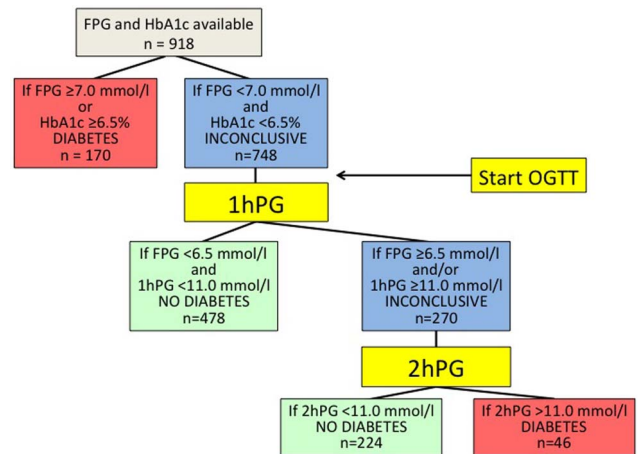 FPG and HbA1c available
n = 918
If FPG ≥7.0 mmol/l
or
HbA1c ≥6.5%
DIABETES
n = 170
If FPG <7.0 mmol/l
and
HbA1c <6.5%
INCONCLUSIVE
n=748
Start OGTT
1hPG
If FPG <6.5 mmol/l
and
1hPG <11.0 mmol/l
NO DIABETES
n=478
If FPG ≥6.5 mmol/l
and/or
1hPG ≥11.0 mmol/l
INCONCLUSIVE
n=270
2hPG
If 2hPG <11.0 mmol/l
NO DIABETES
n=224
If 2hPG >11.0 mmol/l
DIABETES
n=46